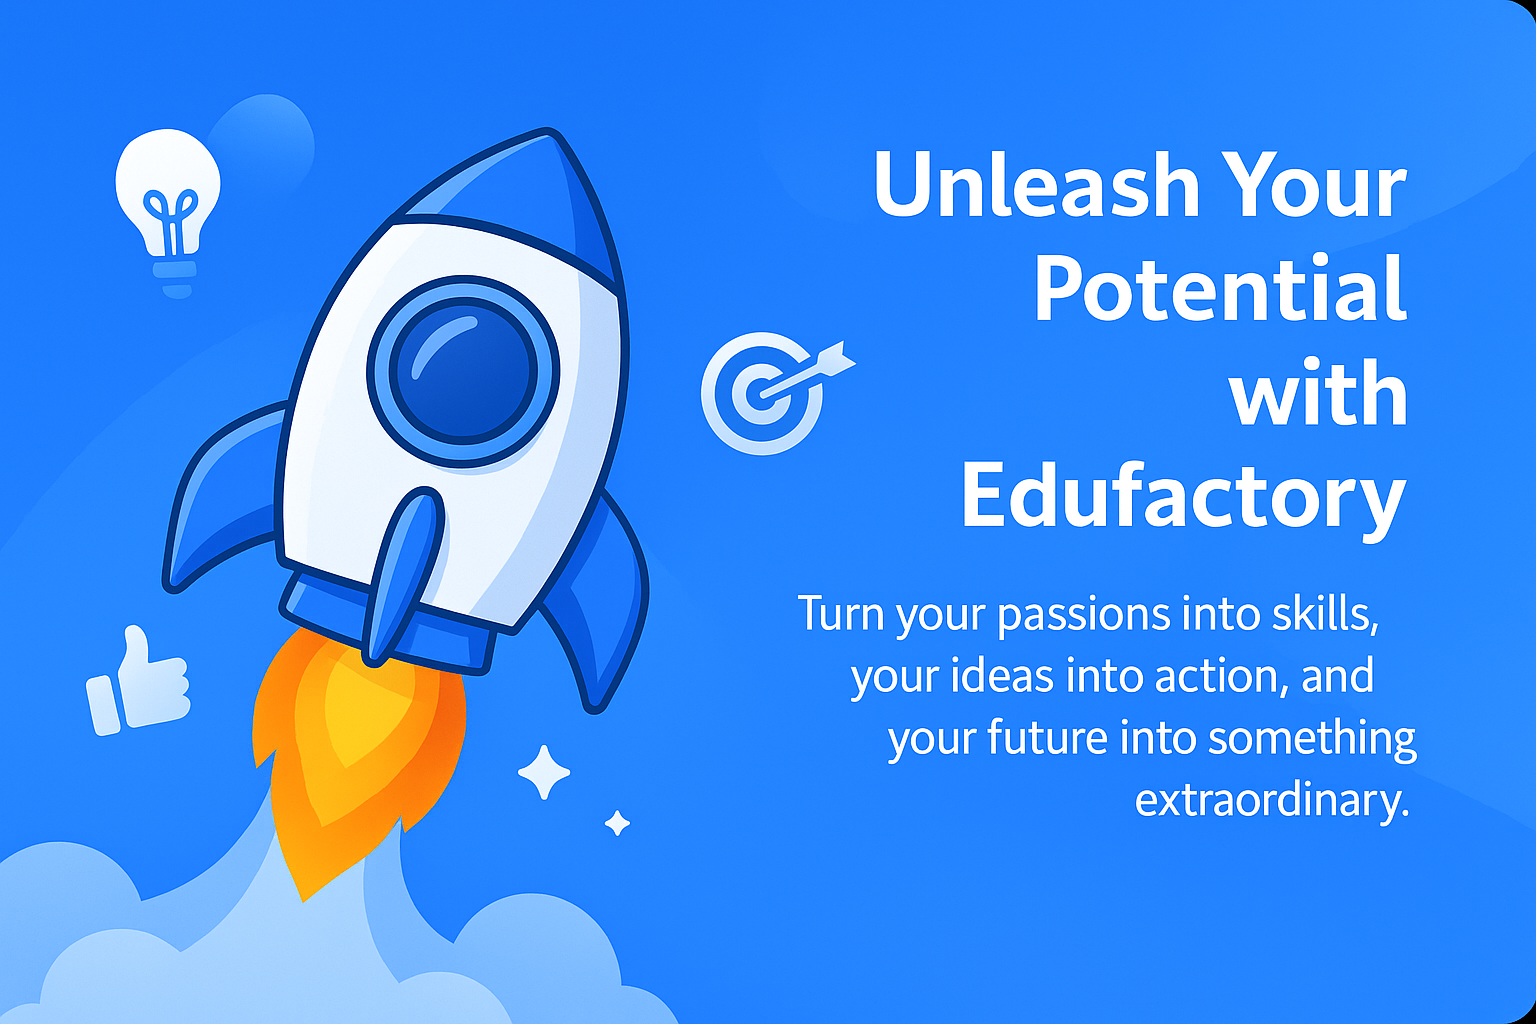 Unleash Your
Potential
with
Edufactory
Turn your passions into skills,
your ideas into action, and
your future into something
extraordinary.